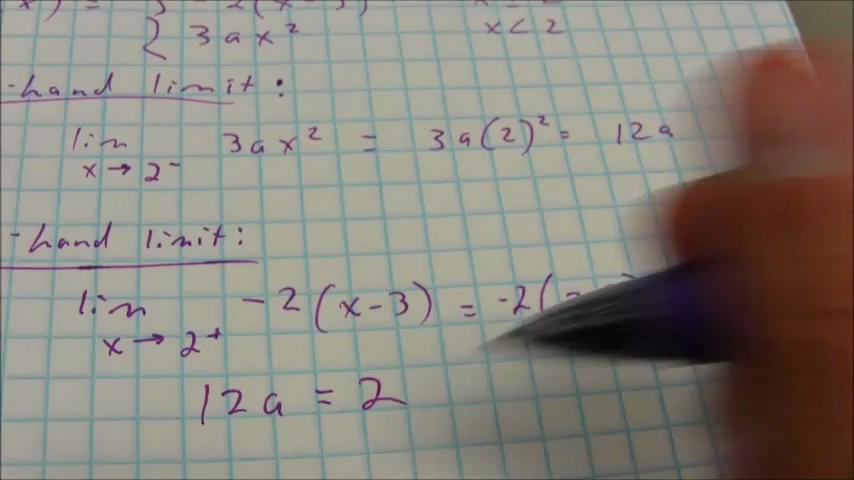 3ax² x < 2
-hand limit:
lim x→2⁻ 3ax² = 3a(2)² = 12a
-hand limit:
lim x→2⁺ -2(x-3) = -2(
12a = 2